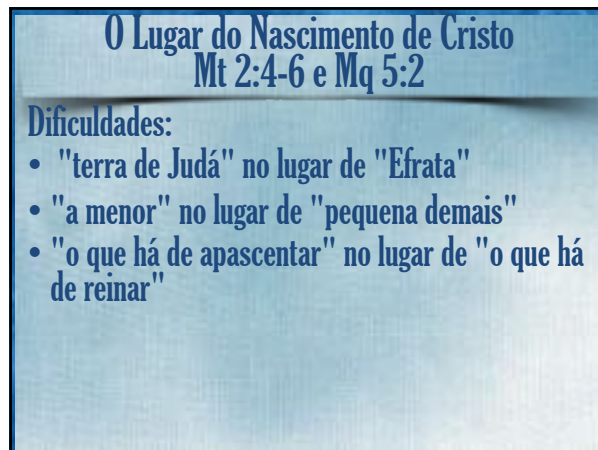 O Lugar do Nascimento de Cristo
Mt 2:4-6 e Mq 5:2
Dificuldades:
• "terra de Judá" no lugar de "Efrata"
• "a menor" no lugar de "pequena demais"
• "o que há de apascentar" no lugar de "o que há
de reinar"